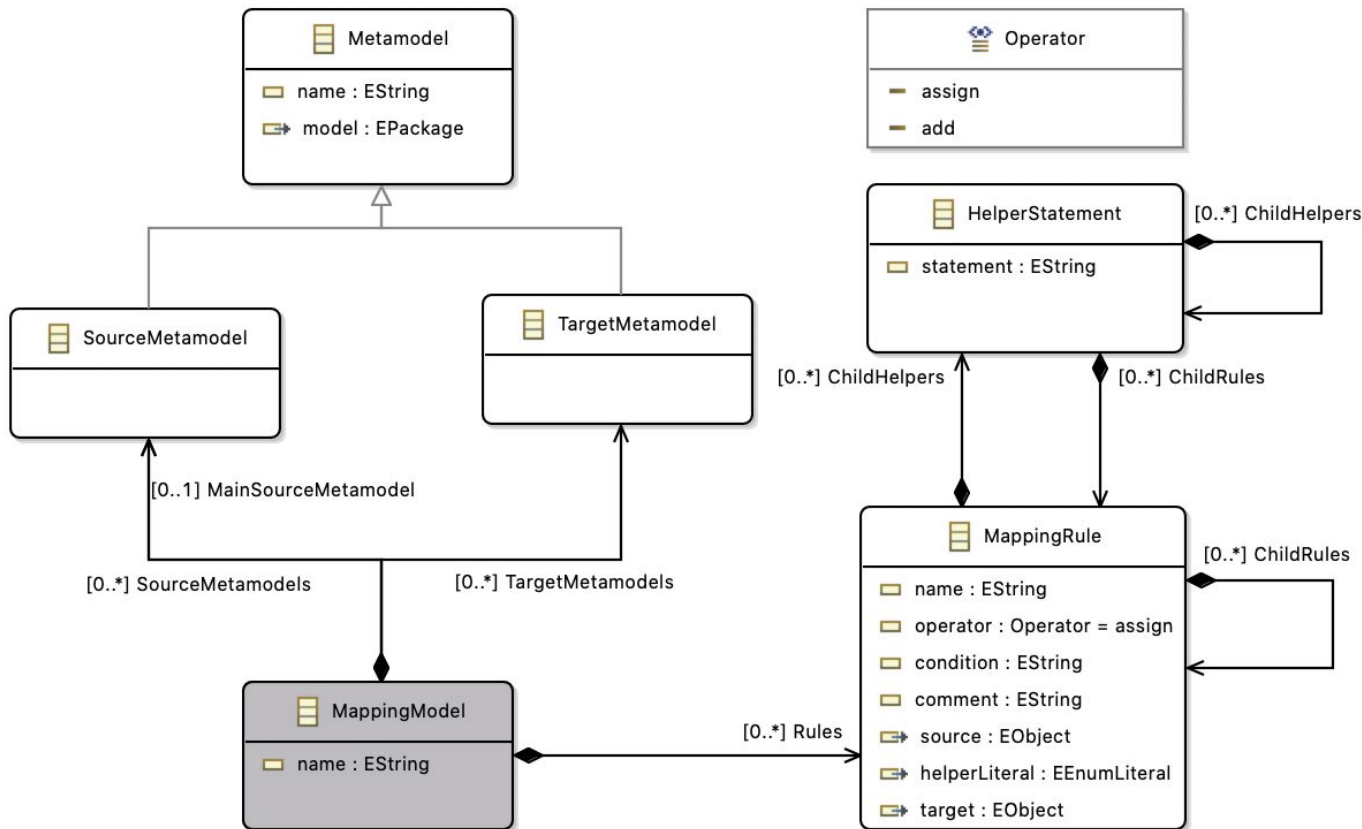 Metamodel
name : EString
model : EPackage
Operator
assign
add
HelperStatement
statement : EString
[0..*] ChildHelpers
SourceMetamodel
TargetMetamodel
[0..*] ChildHelpers
[0..*] ChildRules
[0..1] MainSourceMetamodel
[0..*] SourceMetamodels
[0..*] TargetMetamodels
MappingRule
name : EString
operator : Operator = assign
condition : EString
comment : EString
source : EObject
helperLiteral : EEnumLiteral
target : EObject
[0..*] ChildRules
MappingModel
name : EString
[0..*] Rules